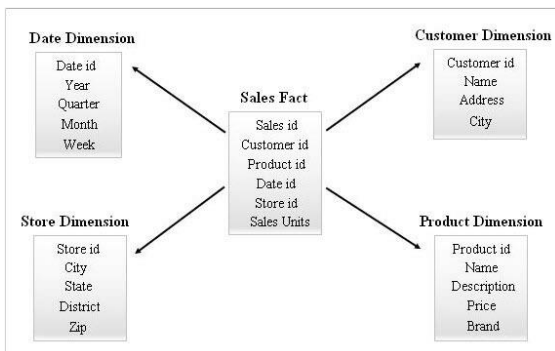 Date Dimension
Date id
Year
Quarter
Month
Week
Customer Dimension
Customer id
Name
Address
City
Sales Fact
Sales id
Customer id
Product id
Date id
Store id
Sales Units
Store Dimension
Store id
City
State
District
Zip
Product Dimension
Product id
Name
Description
Price
Brand